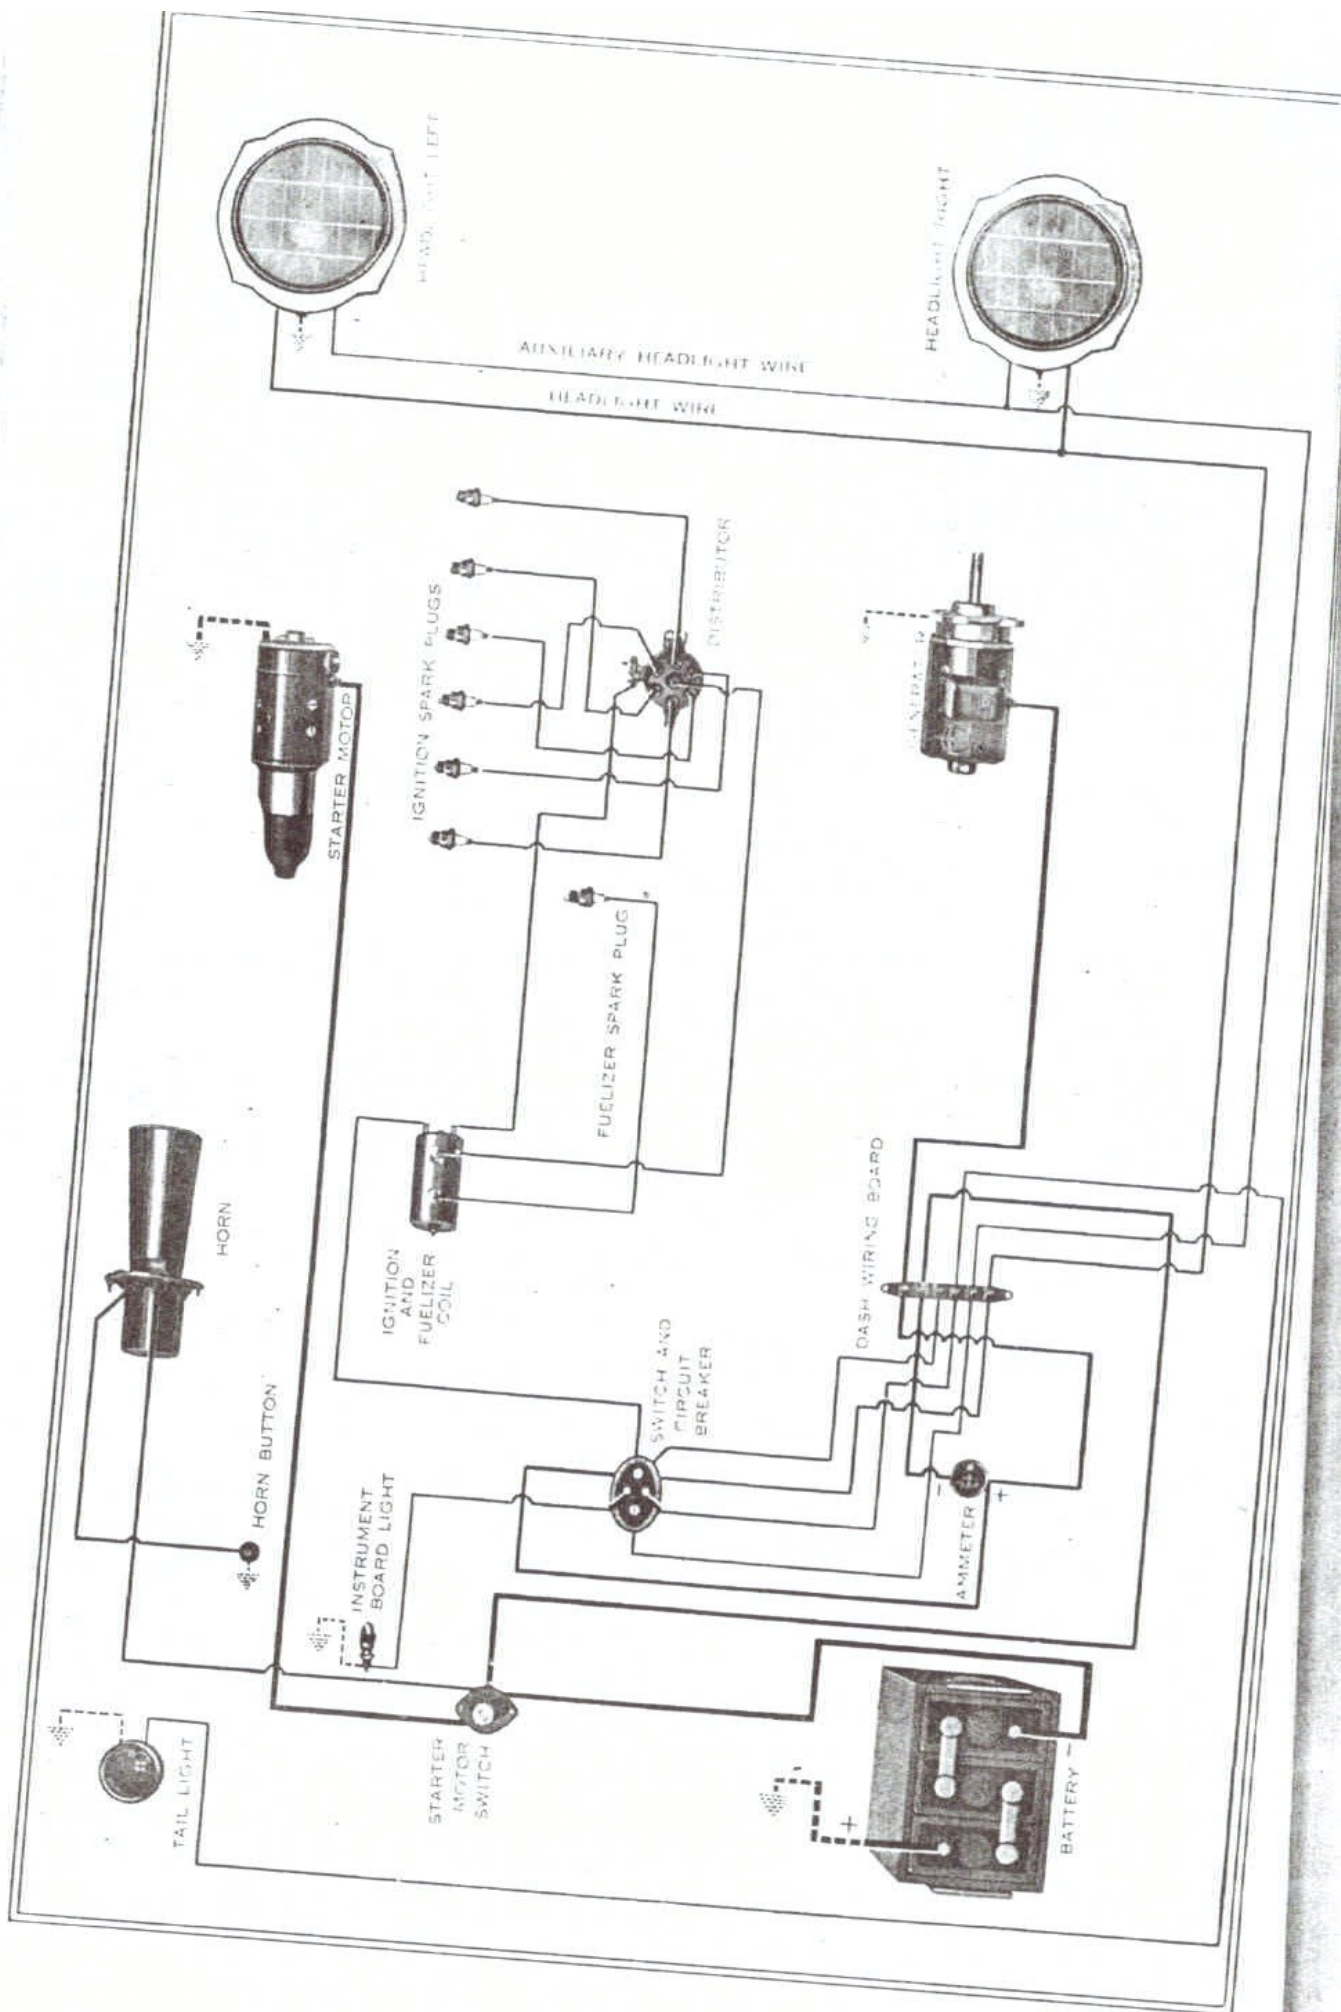 HEADLIGHT LEFT
HEADLIGHT RIGHT
AUXILIARY HEADLIGHT WIRE
HEADLIGHT WIRE
STARTER MOTOR
IGNITION SPARK PLUGS
DISTRIBUTOR
GENERATOR
FUELIZER SPARK PLUG
HORN
IGNITION
AND
FUELIZER
COIL
DASH WIRING BOARD
SWITCH AND
CIRCUIT
BREAKER
HORN BUTTON
INSTRUMENT
BOARD LIGHT
-
AMMETER
+
TAIL LIGHT
STARTER
MOTOR
SWITCH
+
BATTERY -